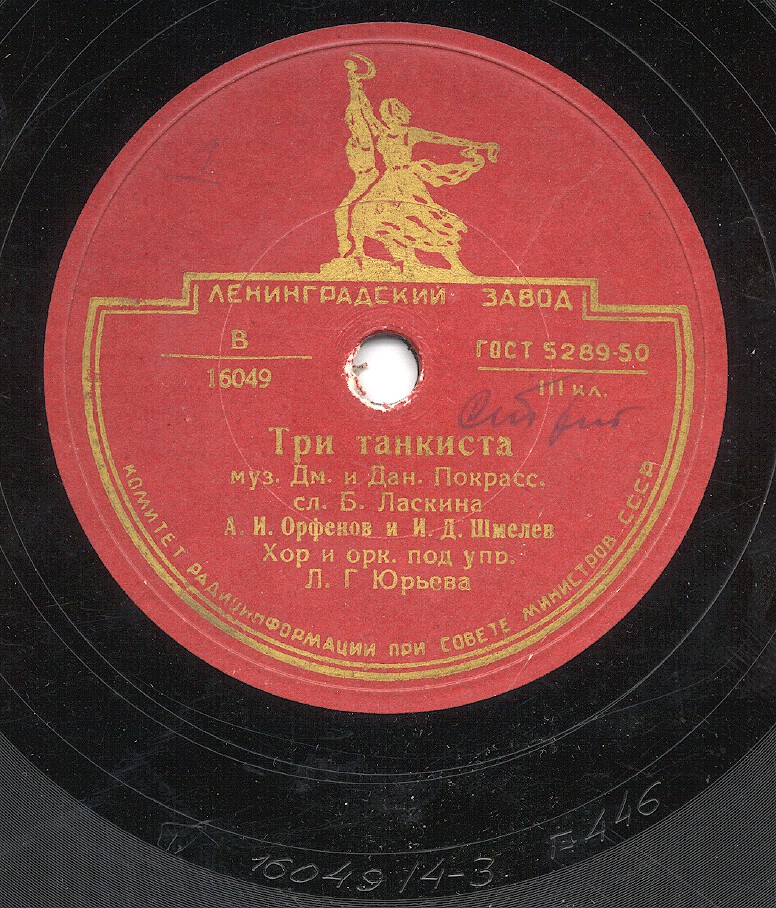 ЛЕНИНГРАДСКИЙ ЗАВОД
В
16049
ГОСТ 5289-50
III кл.
Три танкиста
муз. Дм. и Дан. Покрасс.
сл. Б. Ласкина
А. И. Орфенов и И. Д. Шмелев
Хор и орк. под упр.
Л. Г Юрьева
КОМИТЕТ РАДИОИНФОРМАЦИИ ПРИ СОВЕТЕ МИНИСТРОВ СССР
16049 /4-3
446